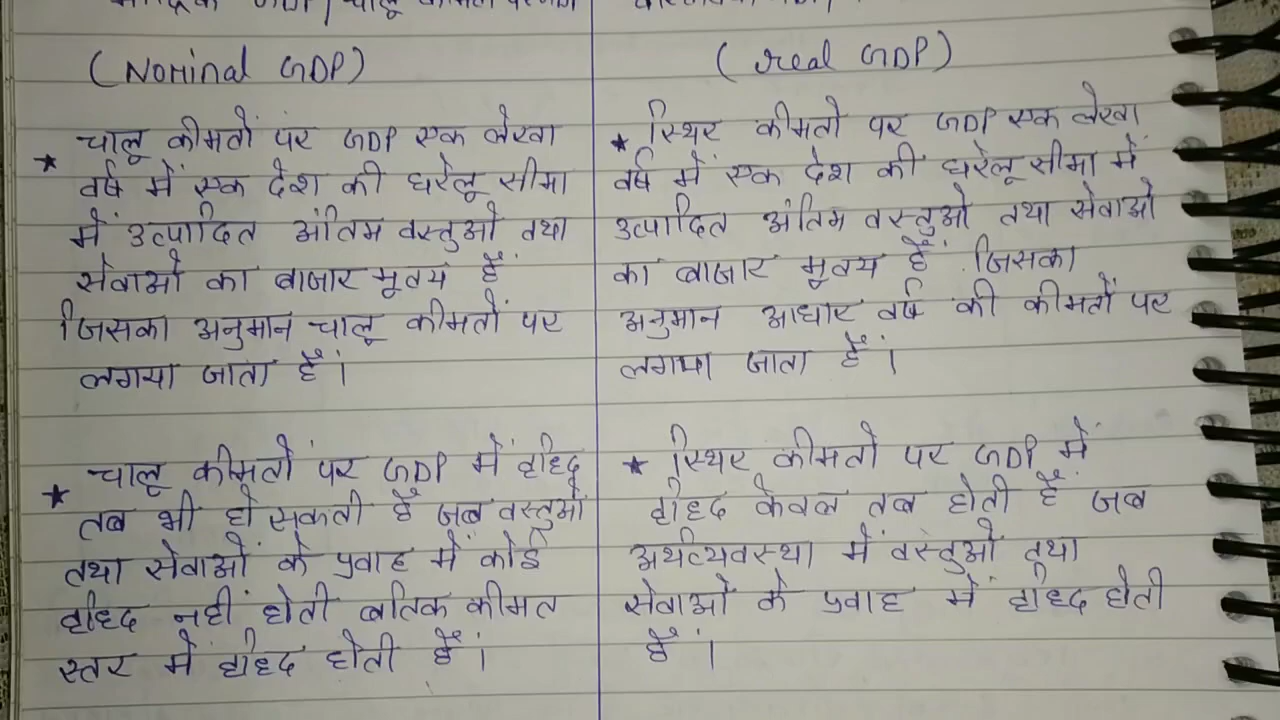 (Nominal GDP)
★ चालू कीमतों पर GDP एक लेखा
वर्ष में एक देश की घरेलू सीमा
में उत्पादित अंतिम वस्तुओं तथा
सेवाओं का बाजार मूल्य हैं
जिसका अनुमान चालू कीमतों पर
लगाया जाता हैं।
★ चालू कीमतों पर GDP में वृध्दि
तब भी हो सकती हैं जब वस्तुओं
तथा सेवाओं के प्रवाह में कोई
वृध्दि नहीं होती बल्कि कीमत
स्तर में वृध्दि होती हैं।
(real GDP)
★ स्थिर कीमतो पर GDP एक लेखा
वर्ष में एक देश की घरेलू सीमा में
उत्पादित अंतिम वस्तुओ तथा सेवाओ
का बाजार मूल्य हैं जिसका
अनुमान आधार वर्ष की कीमतों पर
लगाया जाता हैं।
★ स्थिर कीमतो पर GDP में
वृध्दि केवल तब होती हैं जब
अर्थव्यवस्था में वस्तुओं तथा
सेवाओं के प्रवाह में वृध्दि होती
हैं।